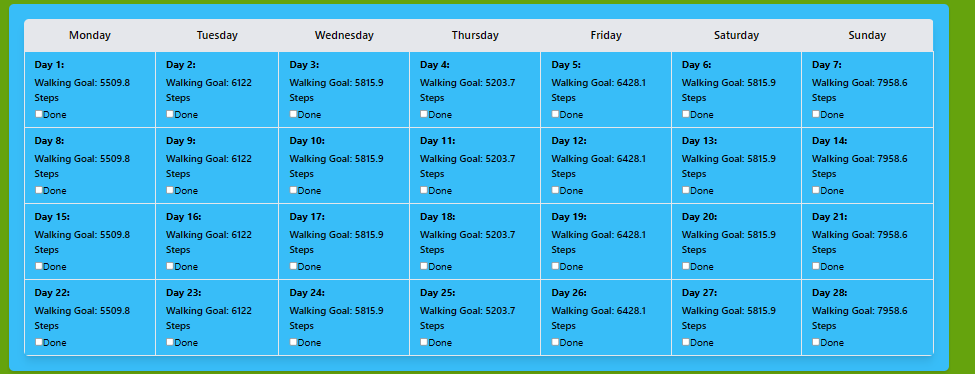 Monday Tuesday Wednesday Thursday Friday Saturday Sunday
Day 1: Day 2: Day 3: Day 4: Day 5: Day 6: Day 7:
Walking Goal: 5509.8 Walking Goal: 6122 Walking Goal: 5815.9 Walking Goal: 5203.7 Walking Goal: 6428.1 Walking Goal: 5815.9 Walking Goal: 7958.6
Steps Steps Steps Steps Steps Steps Steps
Done Done Done Done Done Done Done
Day 8: Day 9: Day 10: Day 11: Day 12: Day 13: Day 14:
Walking Goal: 5509.8 Walking Goal: 6122 Walking Goal: 5815.9 Walking Goal: 5203.7 Walking Goal: 6428.1 Walking Goal: 5815.9 Walking Goal: 7958.6
Steps Steps Steps Steps Steps Steps Steps
Done Done Done Done Done Done Done
Day 15: Day 16: Day 17: Day 18: Day 19: Day 20: Day 21:
Walking Goal: 5509.8 Walking Goal: 6122 Walking Goal: 5815.9 Walking Goal: 5203.7 Walking Goal: 6428.1 Walking Goal: 5815.9 Walking Goal: 7958.6
Steps Steps Steps Steps Steps Steps Steps
Done Done Done Done Done Done Done
Day 22: Day 23: Day 24: Day 25: Day 26: Day 27: Day 28:
Walking Goal: 5509.8 Walking Goal: 6122 Walking Goal: 5815.9 Walking Goal: 5203.7 Walking Goal: 6428.1 Walking Goal: 5815.9 Walking Goal: 7958.6
Steps Steps Steps Steps Steps Steps Steps
Done Done Done Done Done Done Done